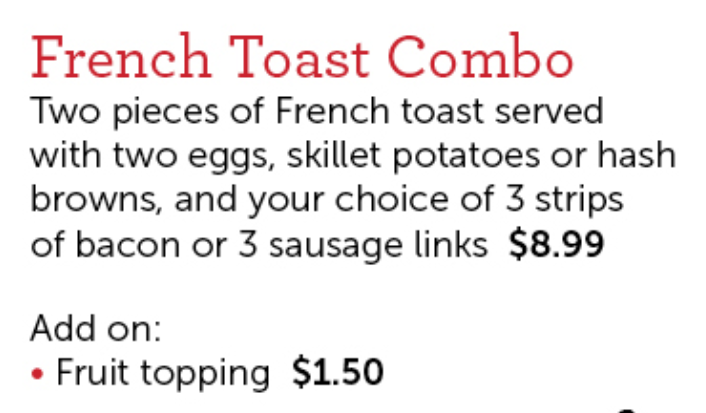 French Toast Combo
Two pieces of French toast served
with two eggs, skillet potatoes or hash
browns, and your choice of 3 strips
of bacon or 3 sausage links $8.99
Add on:
• Fruit topping $1.50